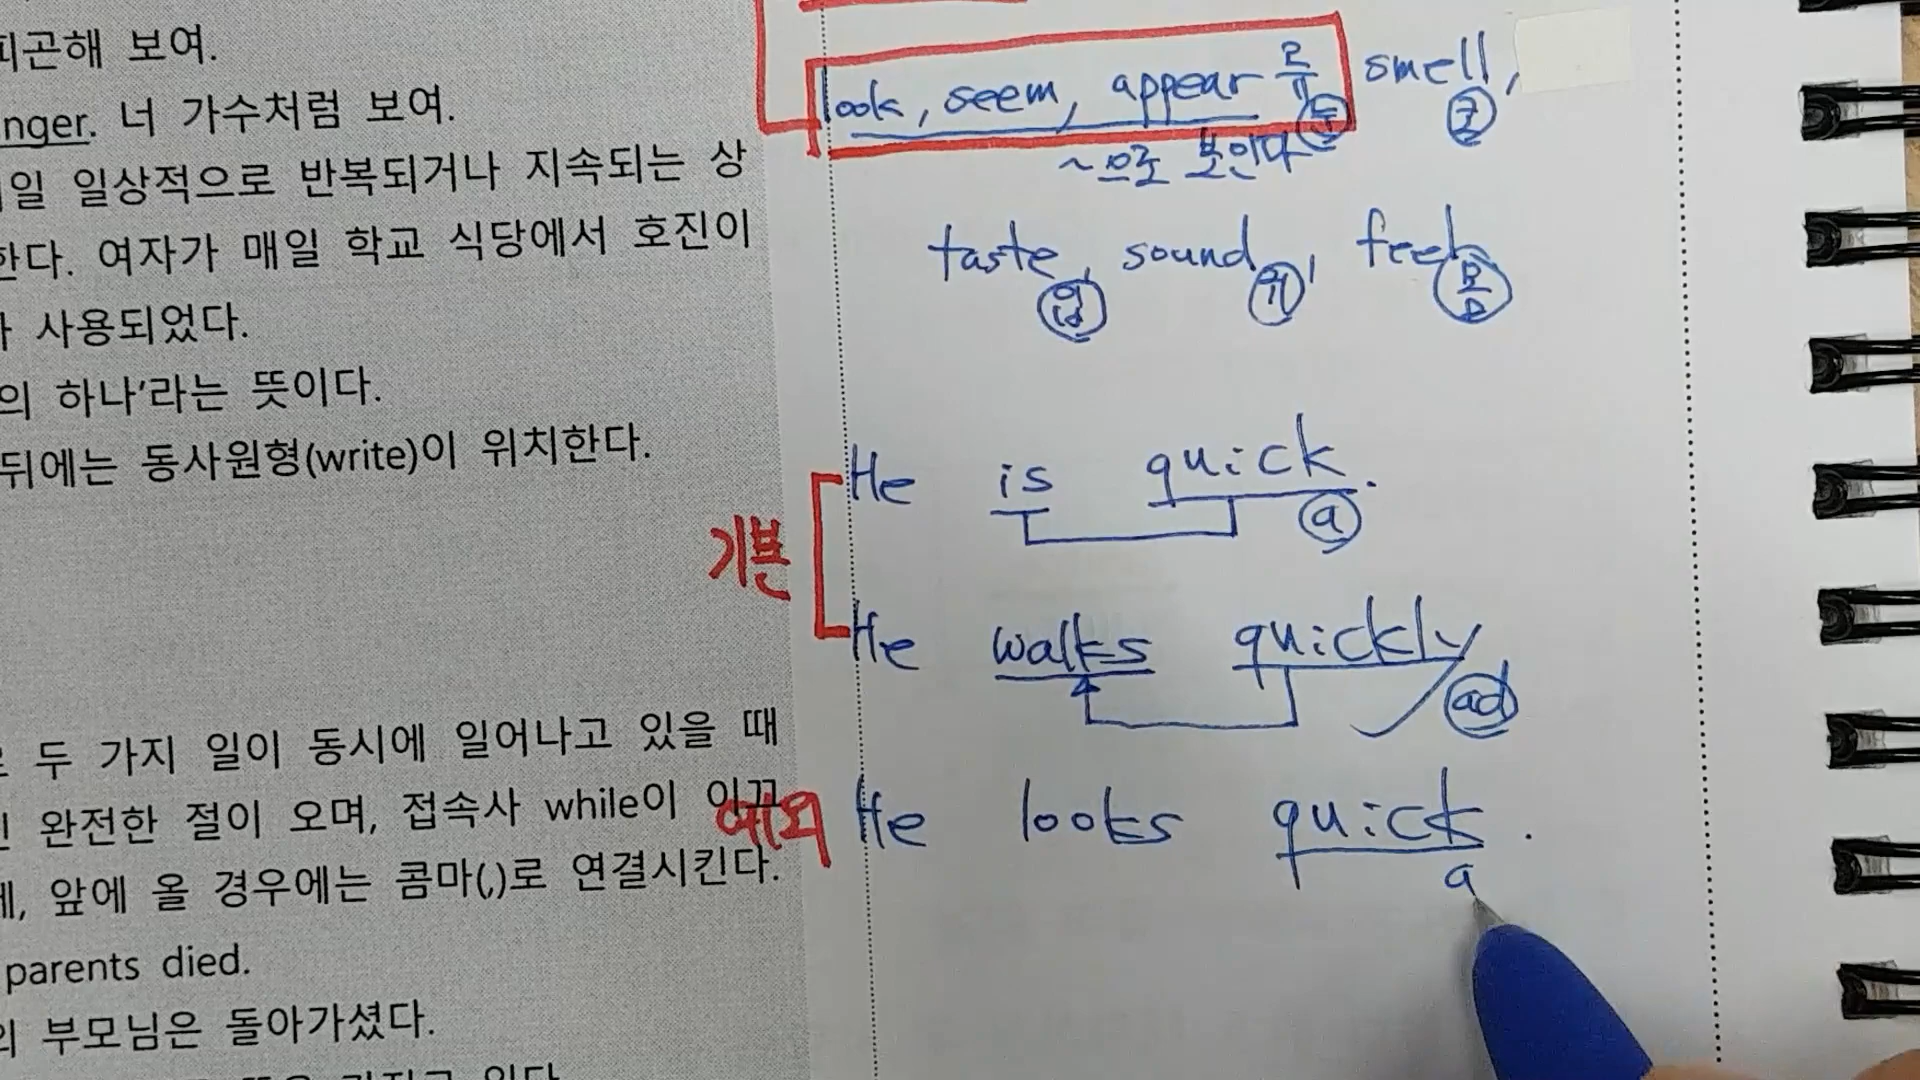 피곤해 보여.
nger. 너 가수처럼 보여.
일 일상적으로 반복되거나 지속되는 상
한다. 여자가 매일 학교 식당에서 호진이
사용되었다.
의 하나'라는 뜻이다.
뒤에는 동사원형(write)이 위치한다.
두 가지 일이 동시에 일어나고 있을 때
완전한 절이 오며, 접속사 while이 이끄
앞에 올 경우에는 콤마(,)로 연결시킨다.
parents died.
의 부모님은 돌아가셨다.
look, seem, appear 눈 smell,
코
~으로 보인다
taste, sound, feel
입 귀 몸
기본
He is quick.
a
He walks quickly
ad
예외
He looks quick.
a